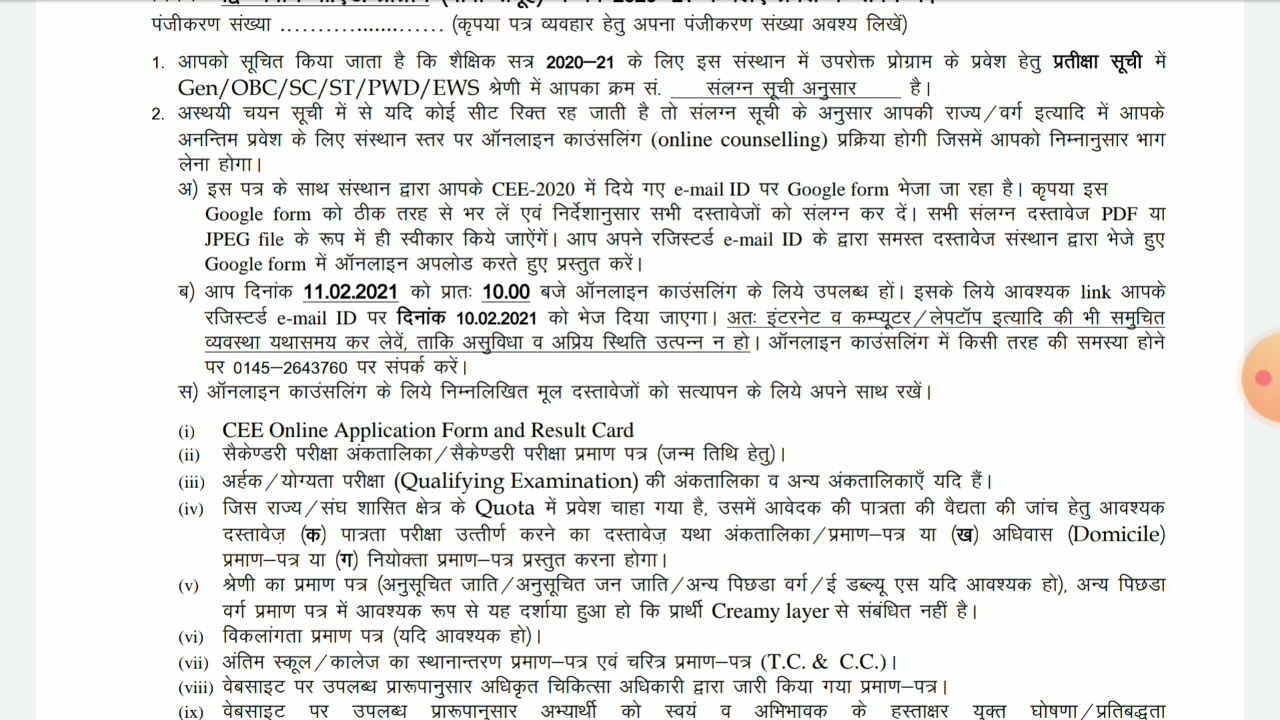 पंजीकरण संख्या ........................ (कृपया पत्र व्यवहार हेतु अपना पंजीकरण संख्या अवश्य लिखें)
1. आपको सूचित किया जाता है कि शैक्षिक सत्र 2020–21 के लिए इस संस्थान में उपरोक्त प्रोग्राम के प्रवेश हेतु प्रतीक्षा सूची में
Gen/OBC/SC/ST/PWD/EWS श्रेणी में आपका क्रम सं. ____संलग्न सूची अनुसार____ है।
2. अस्थयी चयन सूची में से यदि कोई सीट रिक्त रह जाती है तो संलग्न सूची के अनुसार आपकी राज्य/वर्ग इत्यादि में आपके
अनन्तिम प्रवेश के लिए संस्थान स्तर पर ऑनलाइन काउंसलिंग (online counselling) प्रक्रिया होगी जिसमें आपको निम्नानुसार भाग
लेना होगा।
अ) इस पत्र के साथ संस्थान द्वारा आपके CEE-2020 में दिये गए e-mail ID पर Google form भेजा जा रहा है। कृपया इस
Google form को ठीक तरह से भर लें एवं निर्देशानुसार सभी दस्तावेजों को संलग्न कर दें। सभी संलग्न दस्तावेज PDF या
JPEG file के रूप में ही स्वीकार किये जाऐंगें। आप अपने रजिस्टर्ड e-mail ID के द्वारा समस्त दस्तावेज संस्थान द्वारा भेजे हुए
Google form में ऑनलाइन अपलोड करते हुए प्रस्तुत करें।
ब) आप दिनांक 11.02.2021 को प्रातः 10.00 बजे ऑनलाइन काउंसलिंग के लिये उपलब्ध हों। इसके लिये आवश्यक link आपके
रजिस्टर्ड e-mail ID पर दिनांक 10.02.2021 को भेज दिया जाएगा। अतः इंटरनेट व कम्प्यूटर/लेपटॉप इत्यादि की भी समुचित
व्यवस्था यथासमय कर लेवें, ताकि असुविधा व अप्रिय स्थिति उत्पन्न न हो। ऑनलाइन काउंसलिंग में किसी तरह की समस्या होने
पर 0145–2643760 पर संपर्क करें।
स) ऑनलाइन काउंसलिंग के लिये निम्नलिखित मूल दस्तावेजों को सत्यापन के लिये अपने साथ रखें।
(i) CEE Online Application Form and Result Card
(ii) सैकेण्डरी परीक्षा अंकतालिका/सैकेण्डरी परीक्षा प्रमाण पत्र (जन्म तिथि हेतु)।
(iii) अर्हक/योग्यता परीक्षा (Qualifying Examination) की अंकतालिका व अन्य अंकतालिकाएँ यदि हैं।
(iv) जिस राज्य/संघ शासित क्षेत्र के Quota में प्रवेश चाहा गया है, उसमें आवेदक की पात्रता की वैद्यता की जांच हेतु आवश्यक
दस्तावेज़ (क) पात्रता परीक्षा उत्तीर्ण करने का दस्तावेज़ यथा अंकतालिका/प्रमाण–पत्र या (ख) अधिवास (Domicile)
प्रमाण–पत्र या (ग) नियोक्ता प्रमाण–पत्र प्रस्तुत करना होगा।
(v) श्रेणी का प्रमाण पत्र (अनुसूचित जाति/अनुसूचित जन जाति/अन्य पिछडा वर्ग/ई डब्ल्यू एस यदि आवश्यक हो), अन्य पिछडा
वर्ग प्रमाण पत्र में आवश्यक रूप से यह दर्शाया हुआ हो कि प्रार्थी Creamy layer से संबंधित नहीं है।
(vi) विकलांगता प्रमाण पत्र (यदि आवश्यक हो)।
(vii) अंतिम स्कूल/कालेज का स्थानान्तरण प्रमाण–पत्र एवं चरित्र प्रमाण–पत्र (T.C. & C.C.)।
(viii) वेबसाइट पर उपलब्ध प्रारूपानुसार अधिकृत चिकित्सा अधिकारी द्वारा जारी किया गया प्रमाण–पत्र।
(ix) वेबसाइट पर उपलब्ध प्रारूपानुसार अभ्यार्थी को स्वयं व अभिभावक के हस्ताक्षर युक्त घोषणा/प्रतिबद्धता